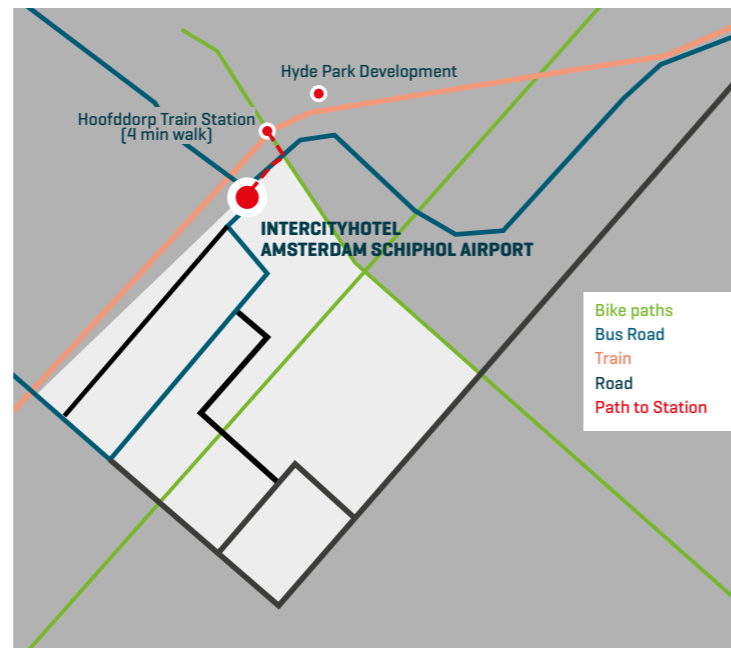 Hyde Park Development
Hoofddorp Train Station
(4 min walk)
INTERCITYHOTEL
AMSTERDAM SCHIPHOL AIRPORT
Bike paths
Bus Road
Train
Road
Path to Station